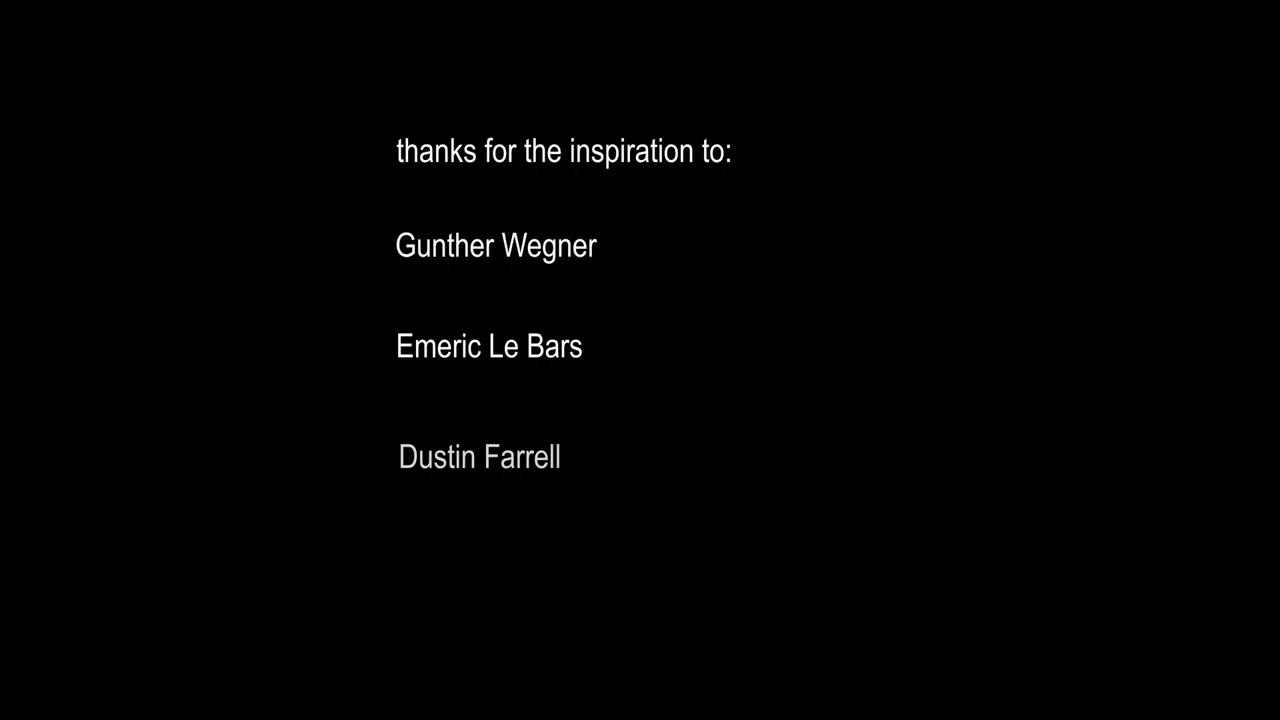 thanks for the inspiration to:
Gunther Wegner
Emeric Le Bars
Dustin Farrell